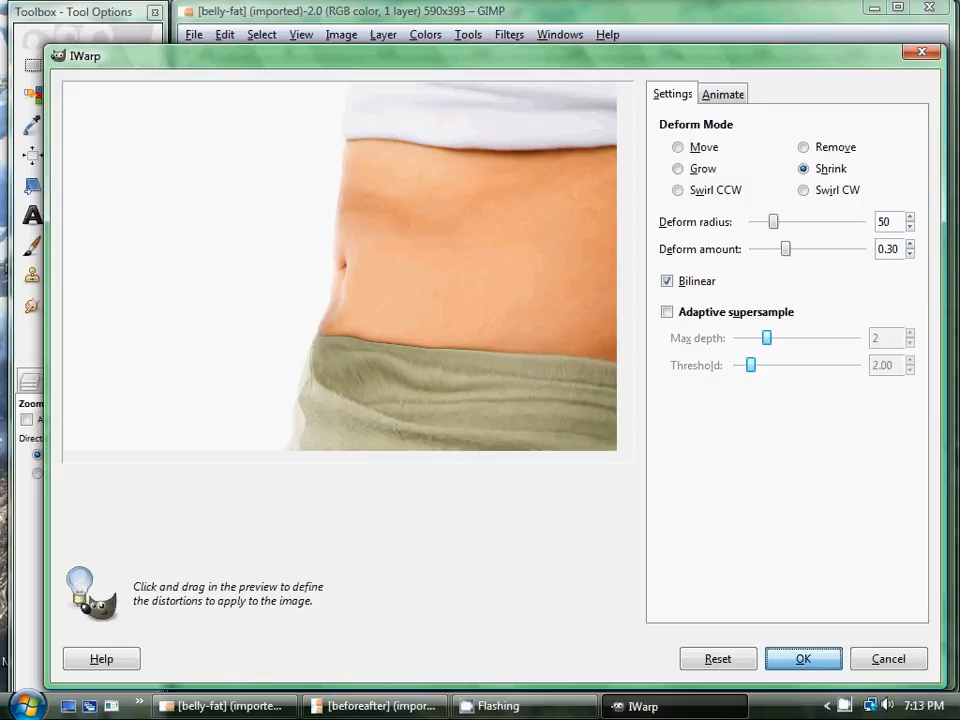 Toolbox - Tool Options
[belly-fat] (imported)-2.0 (RGB color, 1 layer) 590x393 – GIMP
File Edit Select View Image Layer Colors Tools Filters Windows Help
IWarp
Settings Animate
Deform Mode
Move Remove
Grow Shrink
Swirl CCW Swirl CW
Deform radius: 50
Deform amount: 0.30
Bilinear
Adaptive supersample
Max depth: 2
Threshold: 2.00
Zoom
A
Direc
Click and drag in the preview to define
the distortions to apply to the image.
Help Reset OK Cancel
[belly-fat] (importe... [beforeafter] (impor... Flashing IWarp 7:13 PM